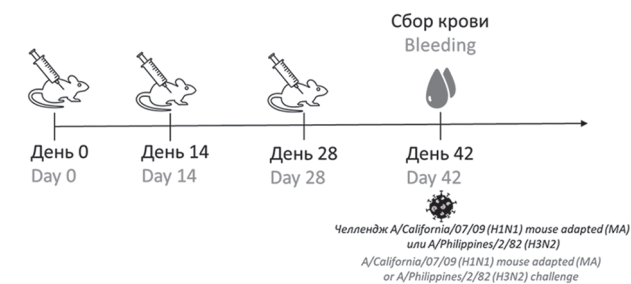 Сбор крови
Bleeding
День 0
Day 0
День 14
Day 14
День 28
Day 28
День 42
Day 42
Челлендж A/California/07/09 (H1N1) mouse adapted (MA)
или A/Philippines/2/82 (H3N2)
A/California/07/09 (H1N1) mouse adapted (MA)
or A/Philippines/2/82 (H3N2) challenge